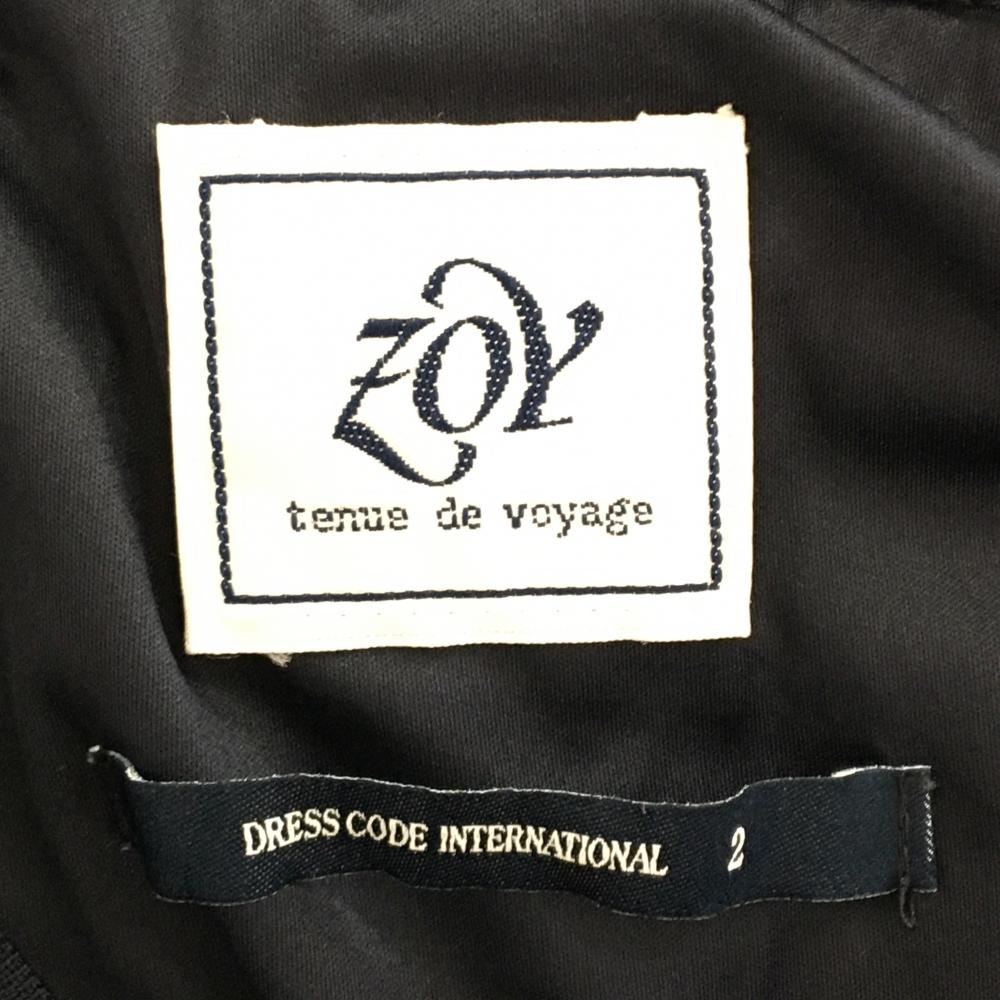 ZOY
tenue de voyage
DRESS CODE INTERNATIONAL 2